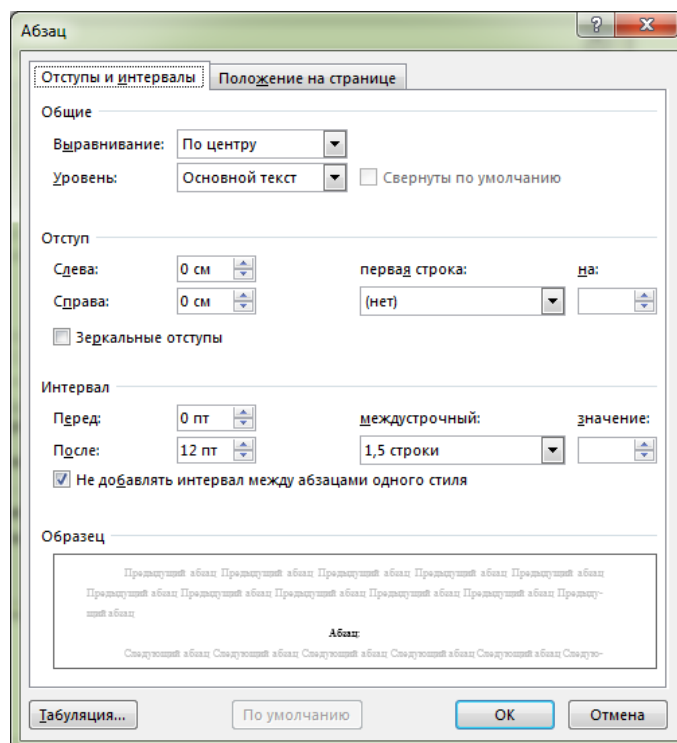 Абзац
Отступы и интервалы Положение на странице
Общие
Выравнивание: По центру
Уровень: Основной текст Свернуты по умолчанию
Отступ
Слева: 0 см первая строка: на:
Справа: 0 см (нет)
Зеркальные отступы
Интервал
Перед: 0 пт междустрочный: значение:
После: 12 пт 1,5 строки
Не добавлять интервал между абзацами одного стиля
Образец
Предыдущий абзац Предыдущий абзац Предыдущий абзац Предыдущий абзац Предыдущий абзац
Предыдущий абзац Предыдущий абзац Предыдущий абзац Предыдущий абзац Предыдущий абзац Предыду-
щий абзац
Абзац:
Следующий абзац Следующий абзац Следующий абзац Следующий абзац Следующий абзац Следую-
Табуляция... По умолчанию ОК Отмена